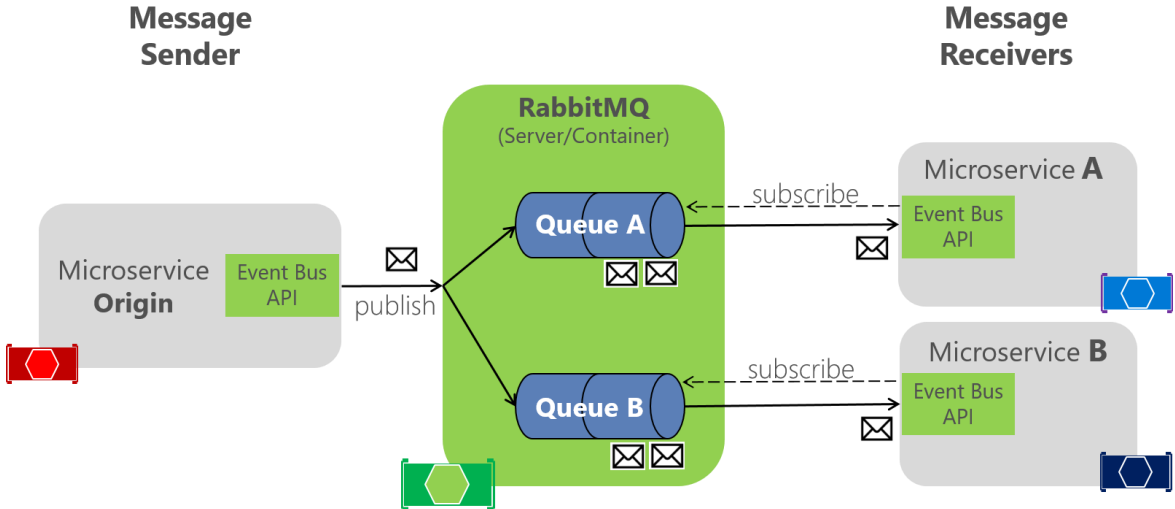 Message
Sender
Message
Receivers
RabbitMQ
(Server/Container)
Microservice
Origin
Event Bus
API
publish
Queue A
Queue B
subscribe
subscribe
Microservice A
Event Bus
API
Microservice B
Event Bus
API